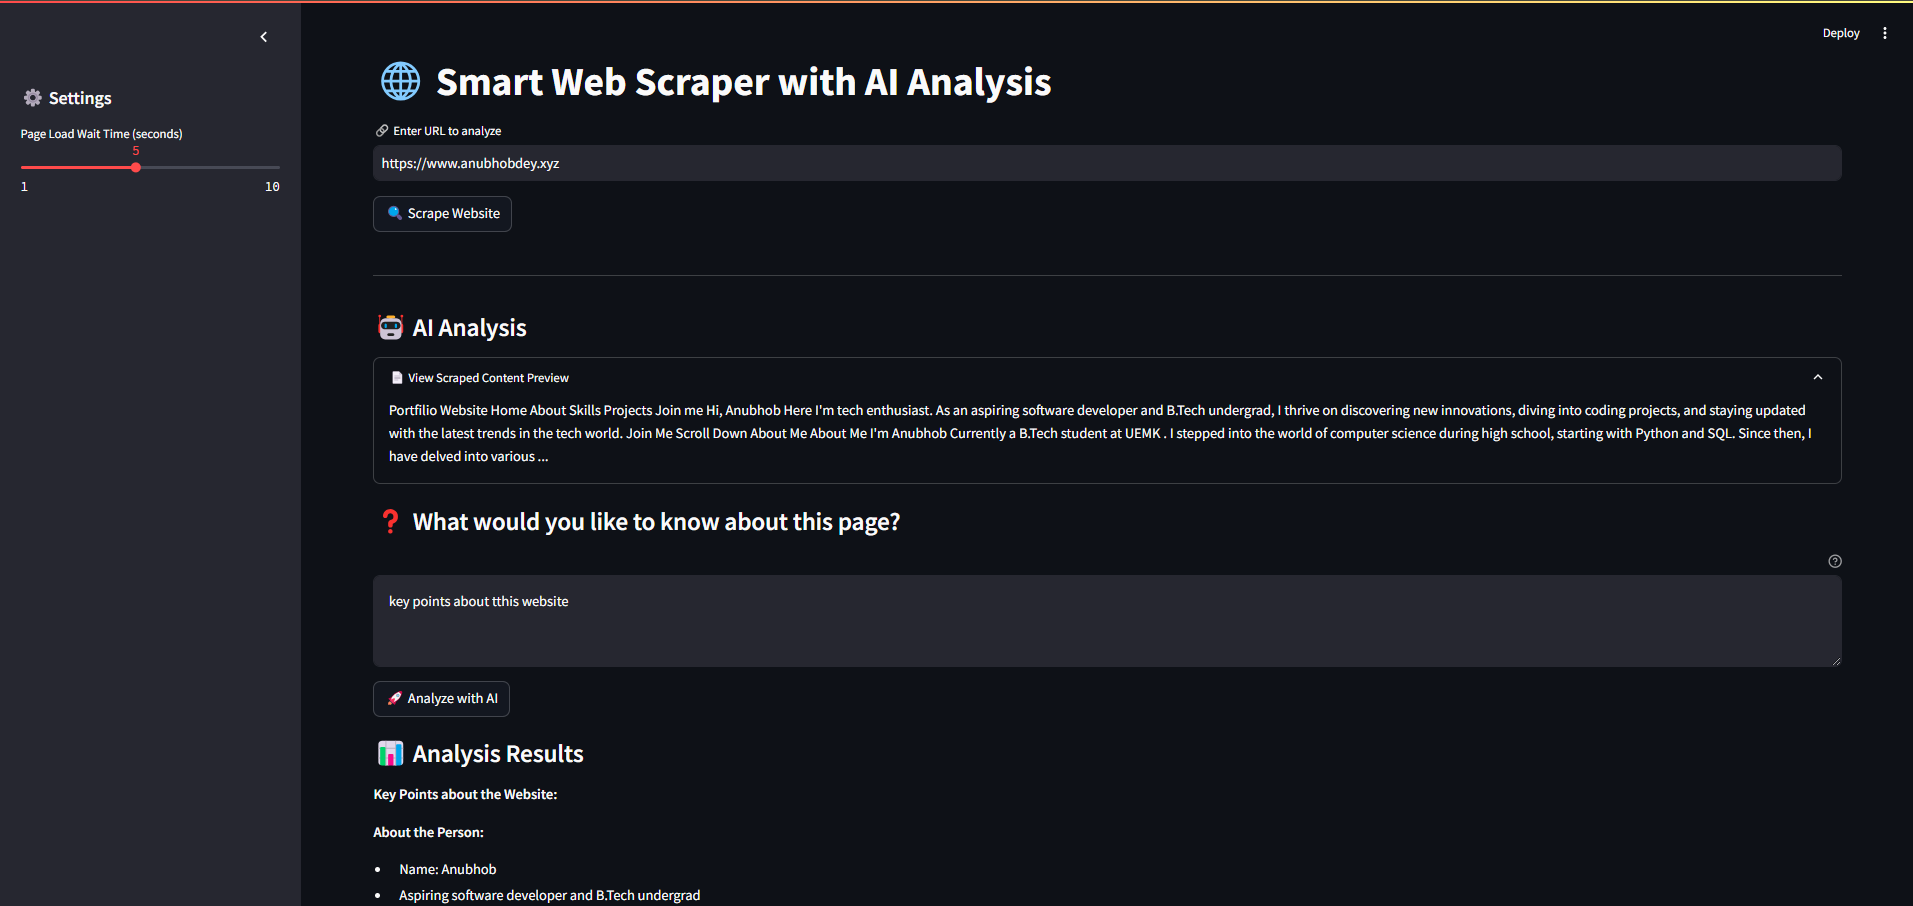 Deploy
Settings
Page Load Wait Time (seconds)
5
1 10
Smart Web Scraper with AI Analysis
Enter URL to analyze
https://www.anubhobdey.xyz
Scrape Website
AI Analysis
View Scraped Content Preview
Portfilio Website Home About Skills Projects Join me Hi, Anubhob Here I'm tech enthusiast. As an aspiring software developer and B.Tech undergrad, I thrive on discovering new innovations, diving into coding projects, and staying updated
with the latest trends in the tech world. Join Me Scroll Down About Me About Me I'm Anubhob Currently a B.Tech student at UEMK . I stepped into the world of computer science during high school, starting with Python and SQL. Since then, I
have delved into various ...
What would you like to know about this page?
key points about tthis website
Analyze with AI
Analysis Results
Key Points about the Website:
About the Person:
• Name: Anubhob
• Aspiring software developer and B.Tech undergrad